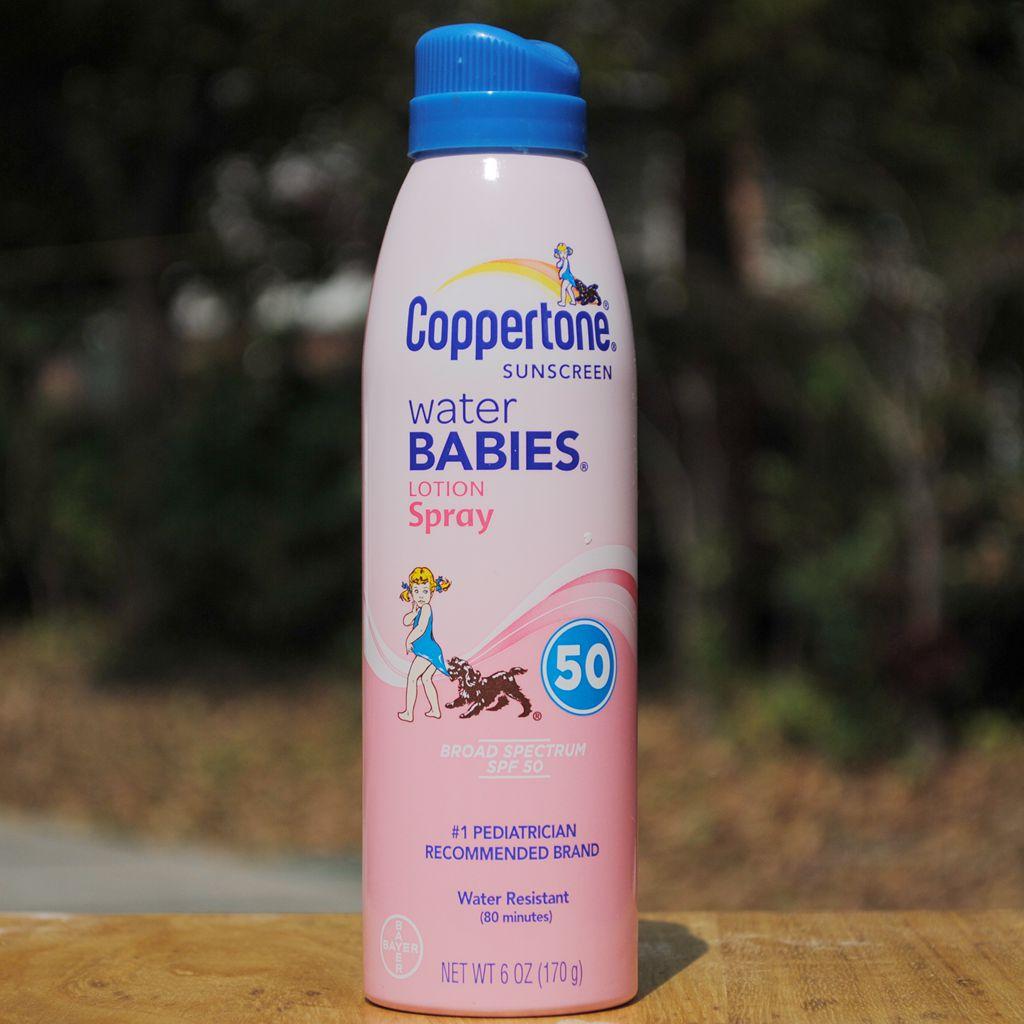 Coppertone®
SUNSCREEN
water
BABIES®
LOTION
Spray
50
®
BROAD SPECTRUM
SPF 50
#1 PEDIATRICIAN
RECOMMENDED BRAND
Water Resistant
(80 minutes)
BAYER
BAYER
NET WT 6 OZ (170 g)